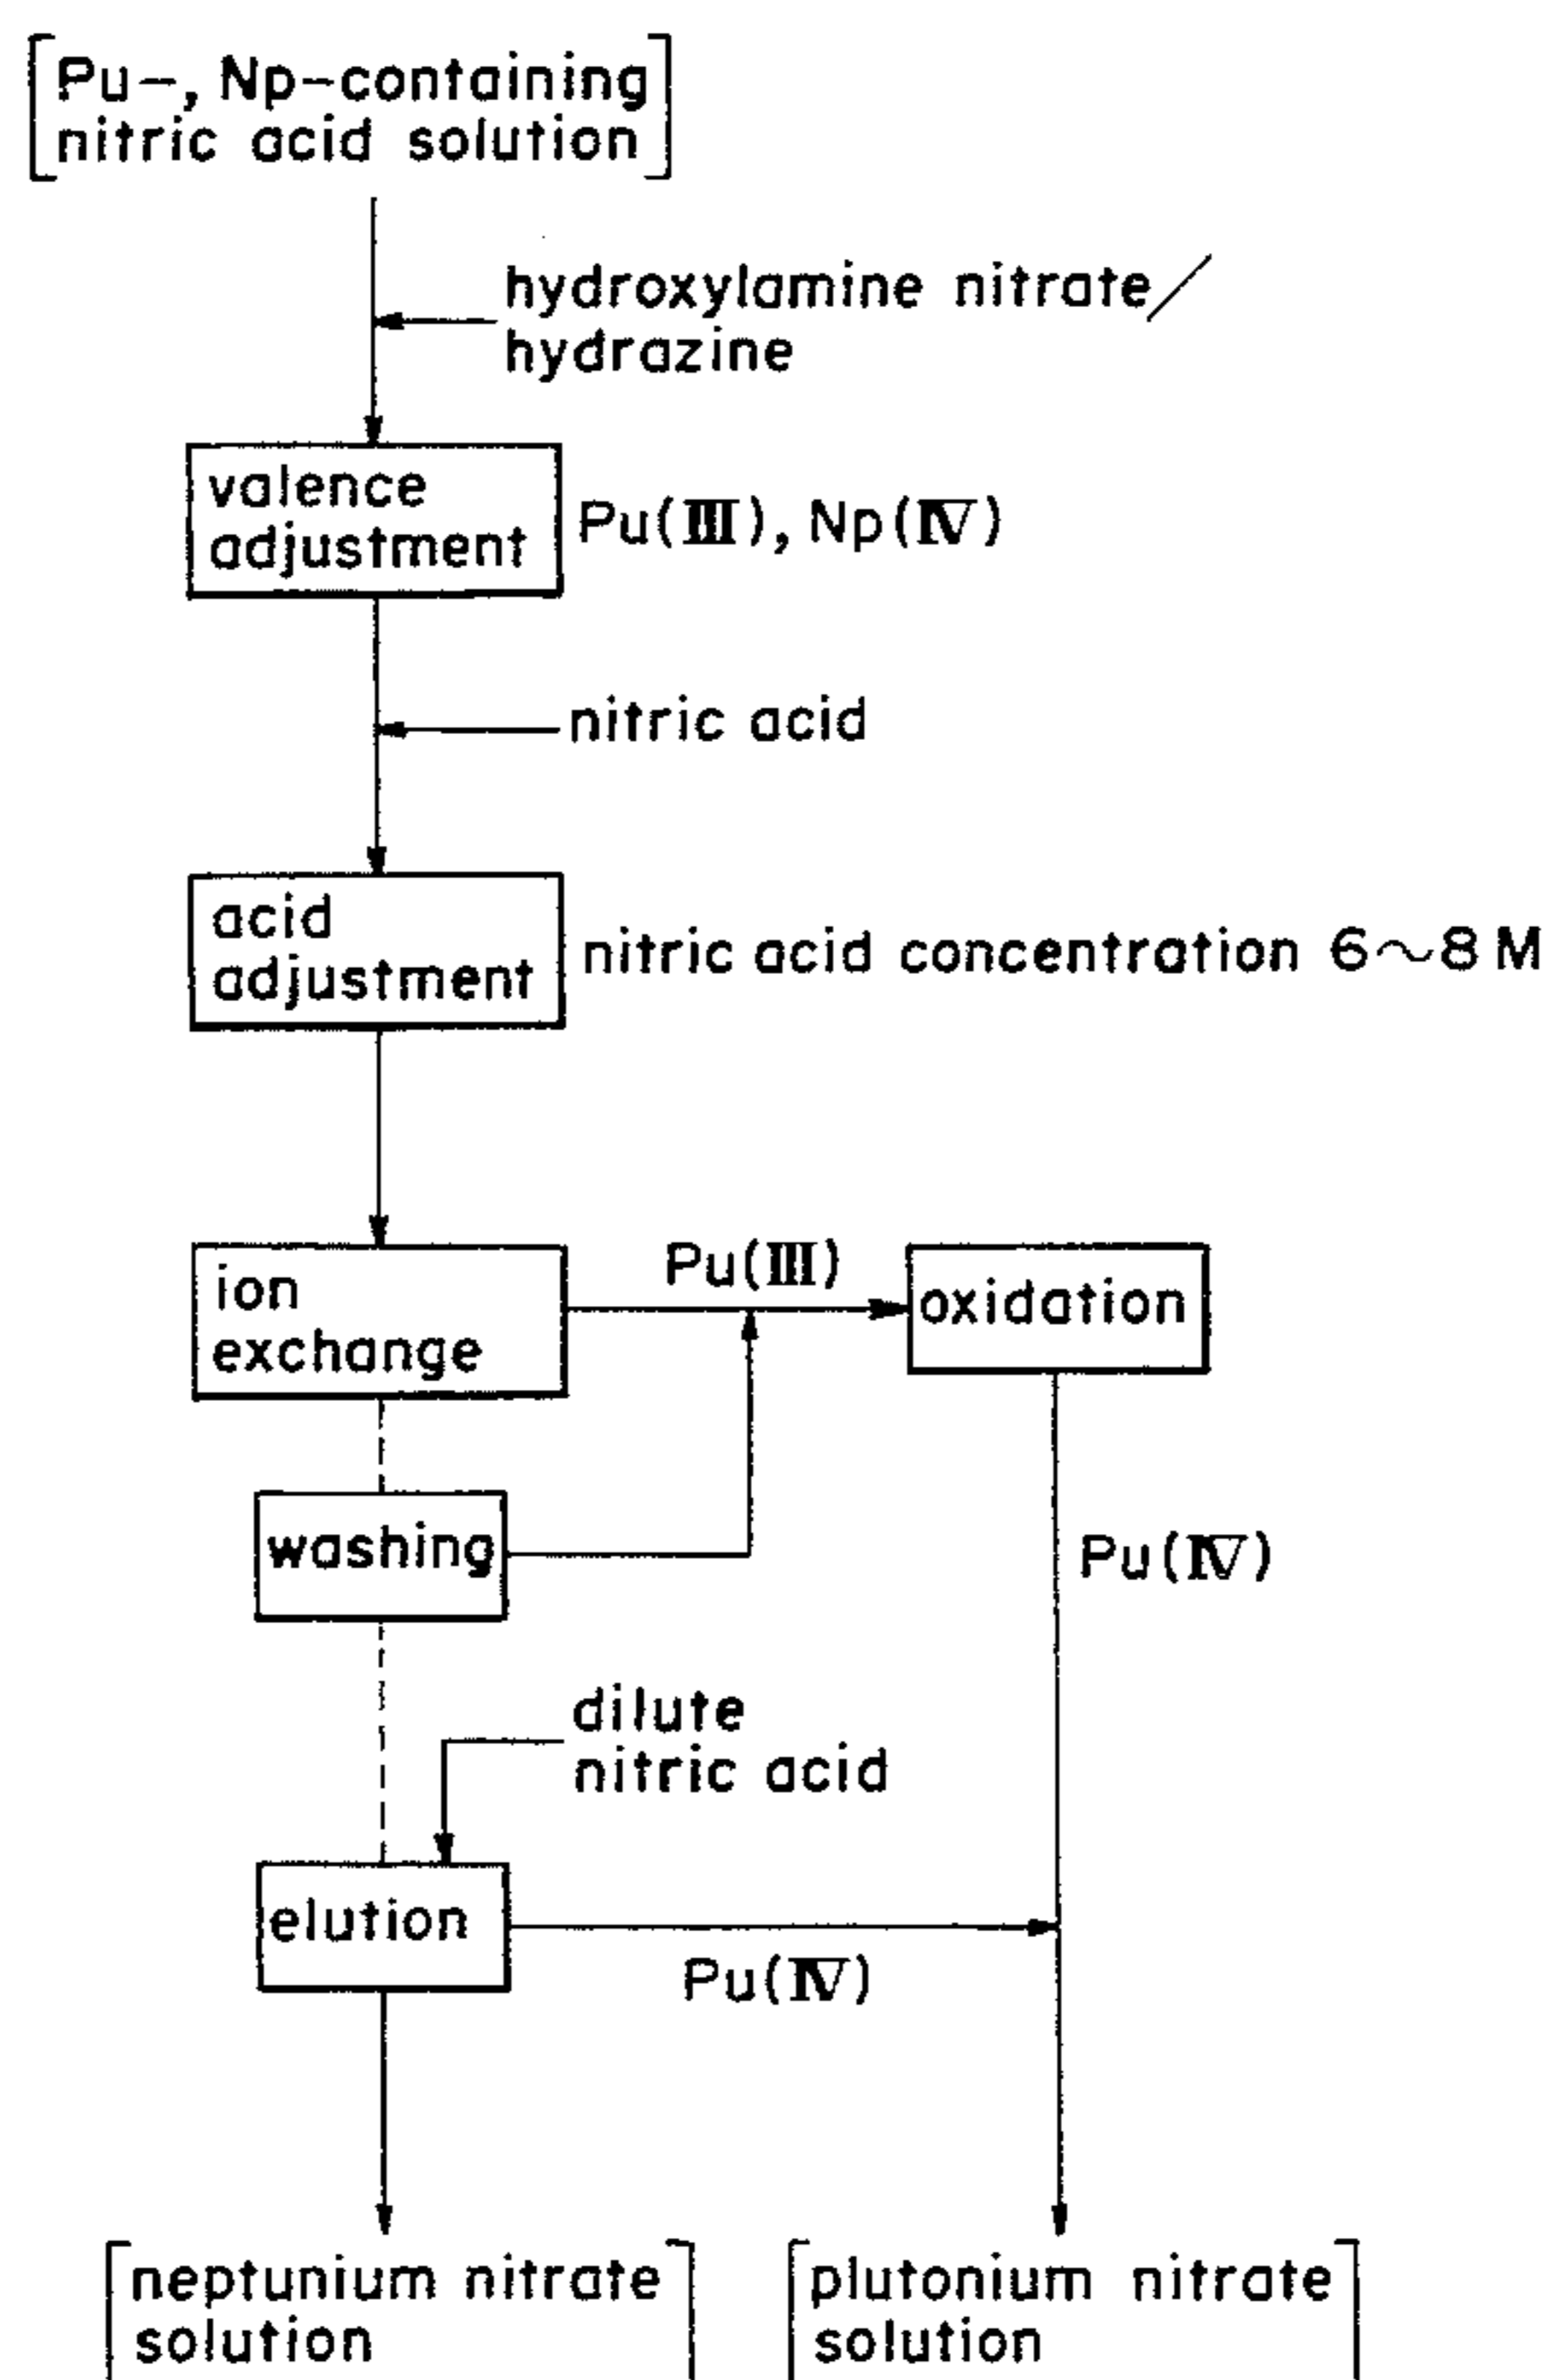 Pu-, Np-containing
nitric acid solution
hydroxylamine nitrate/
hydrazine
valence
adjustment
Pu(III), Np(IV)
nitric acid
acid
adjustment
nitric acid concentration 6~8 M
ion
exchange
Pu(III)
oxidation
washing
Pu(IV)
dilute
nitric acid
elution
Pu(IV)
neptunium nitrate
solution
plutonium nitrate
solution